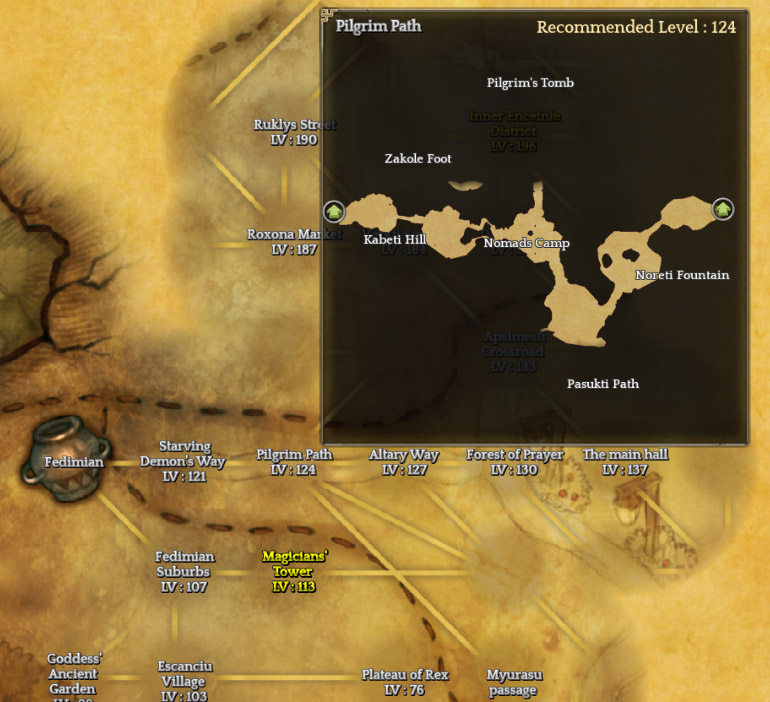 Pilgrim Path
Recommended Level : 124
Pilgrim's Tomb
Inner Enceinte
District
LV : 196
Zakole Foot
Kabeti Hill
Nomads Camp
Noreti Fountain
Apsimesti
Crossroad
LV : 133
Pasukti Path
Ruklys Street
LV : 190
Roxona Market
LV : 187
Fedimian
Starving
Demon's Way
LV : 121
Pilgrim Path
LV : 124
Altary Way
LV : 127
Forest of Prayer
LV : 130
The main hall
LV : 137
Fedimian
Suburbs
LV : 107
Magicians'
Tower
LV : 113
Goddess'
Ancient
Garden
Escanciu
Village
LV : 103
Plateau of Rex
LV : 76
Myurasu
passage